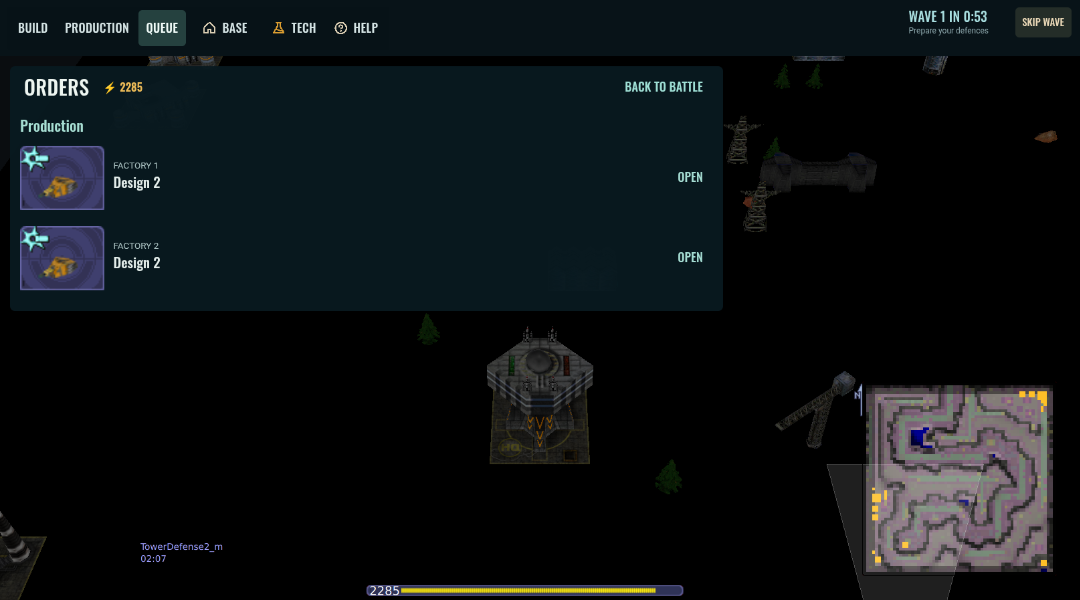 BUILD PRODUCTION QUEUE BASE TECH HELP
WAVE 1 IN 0:53
Prepare your defences
SKIP WAVE
ORDERS 2285 BACK TO BATTLE
Production
FACTORY 1
Design 2
OPEN
FACTORY 2
Design 2
OPEN
HQ
N
TowerDefense2_m
02:07
2285